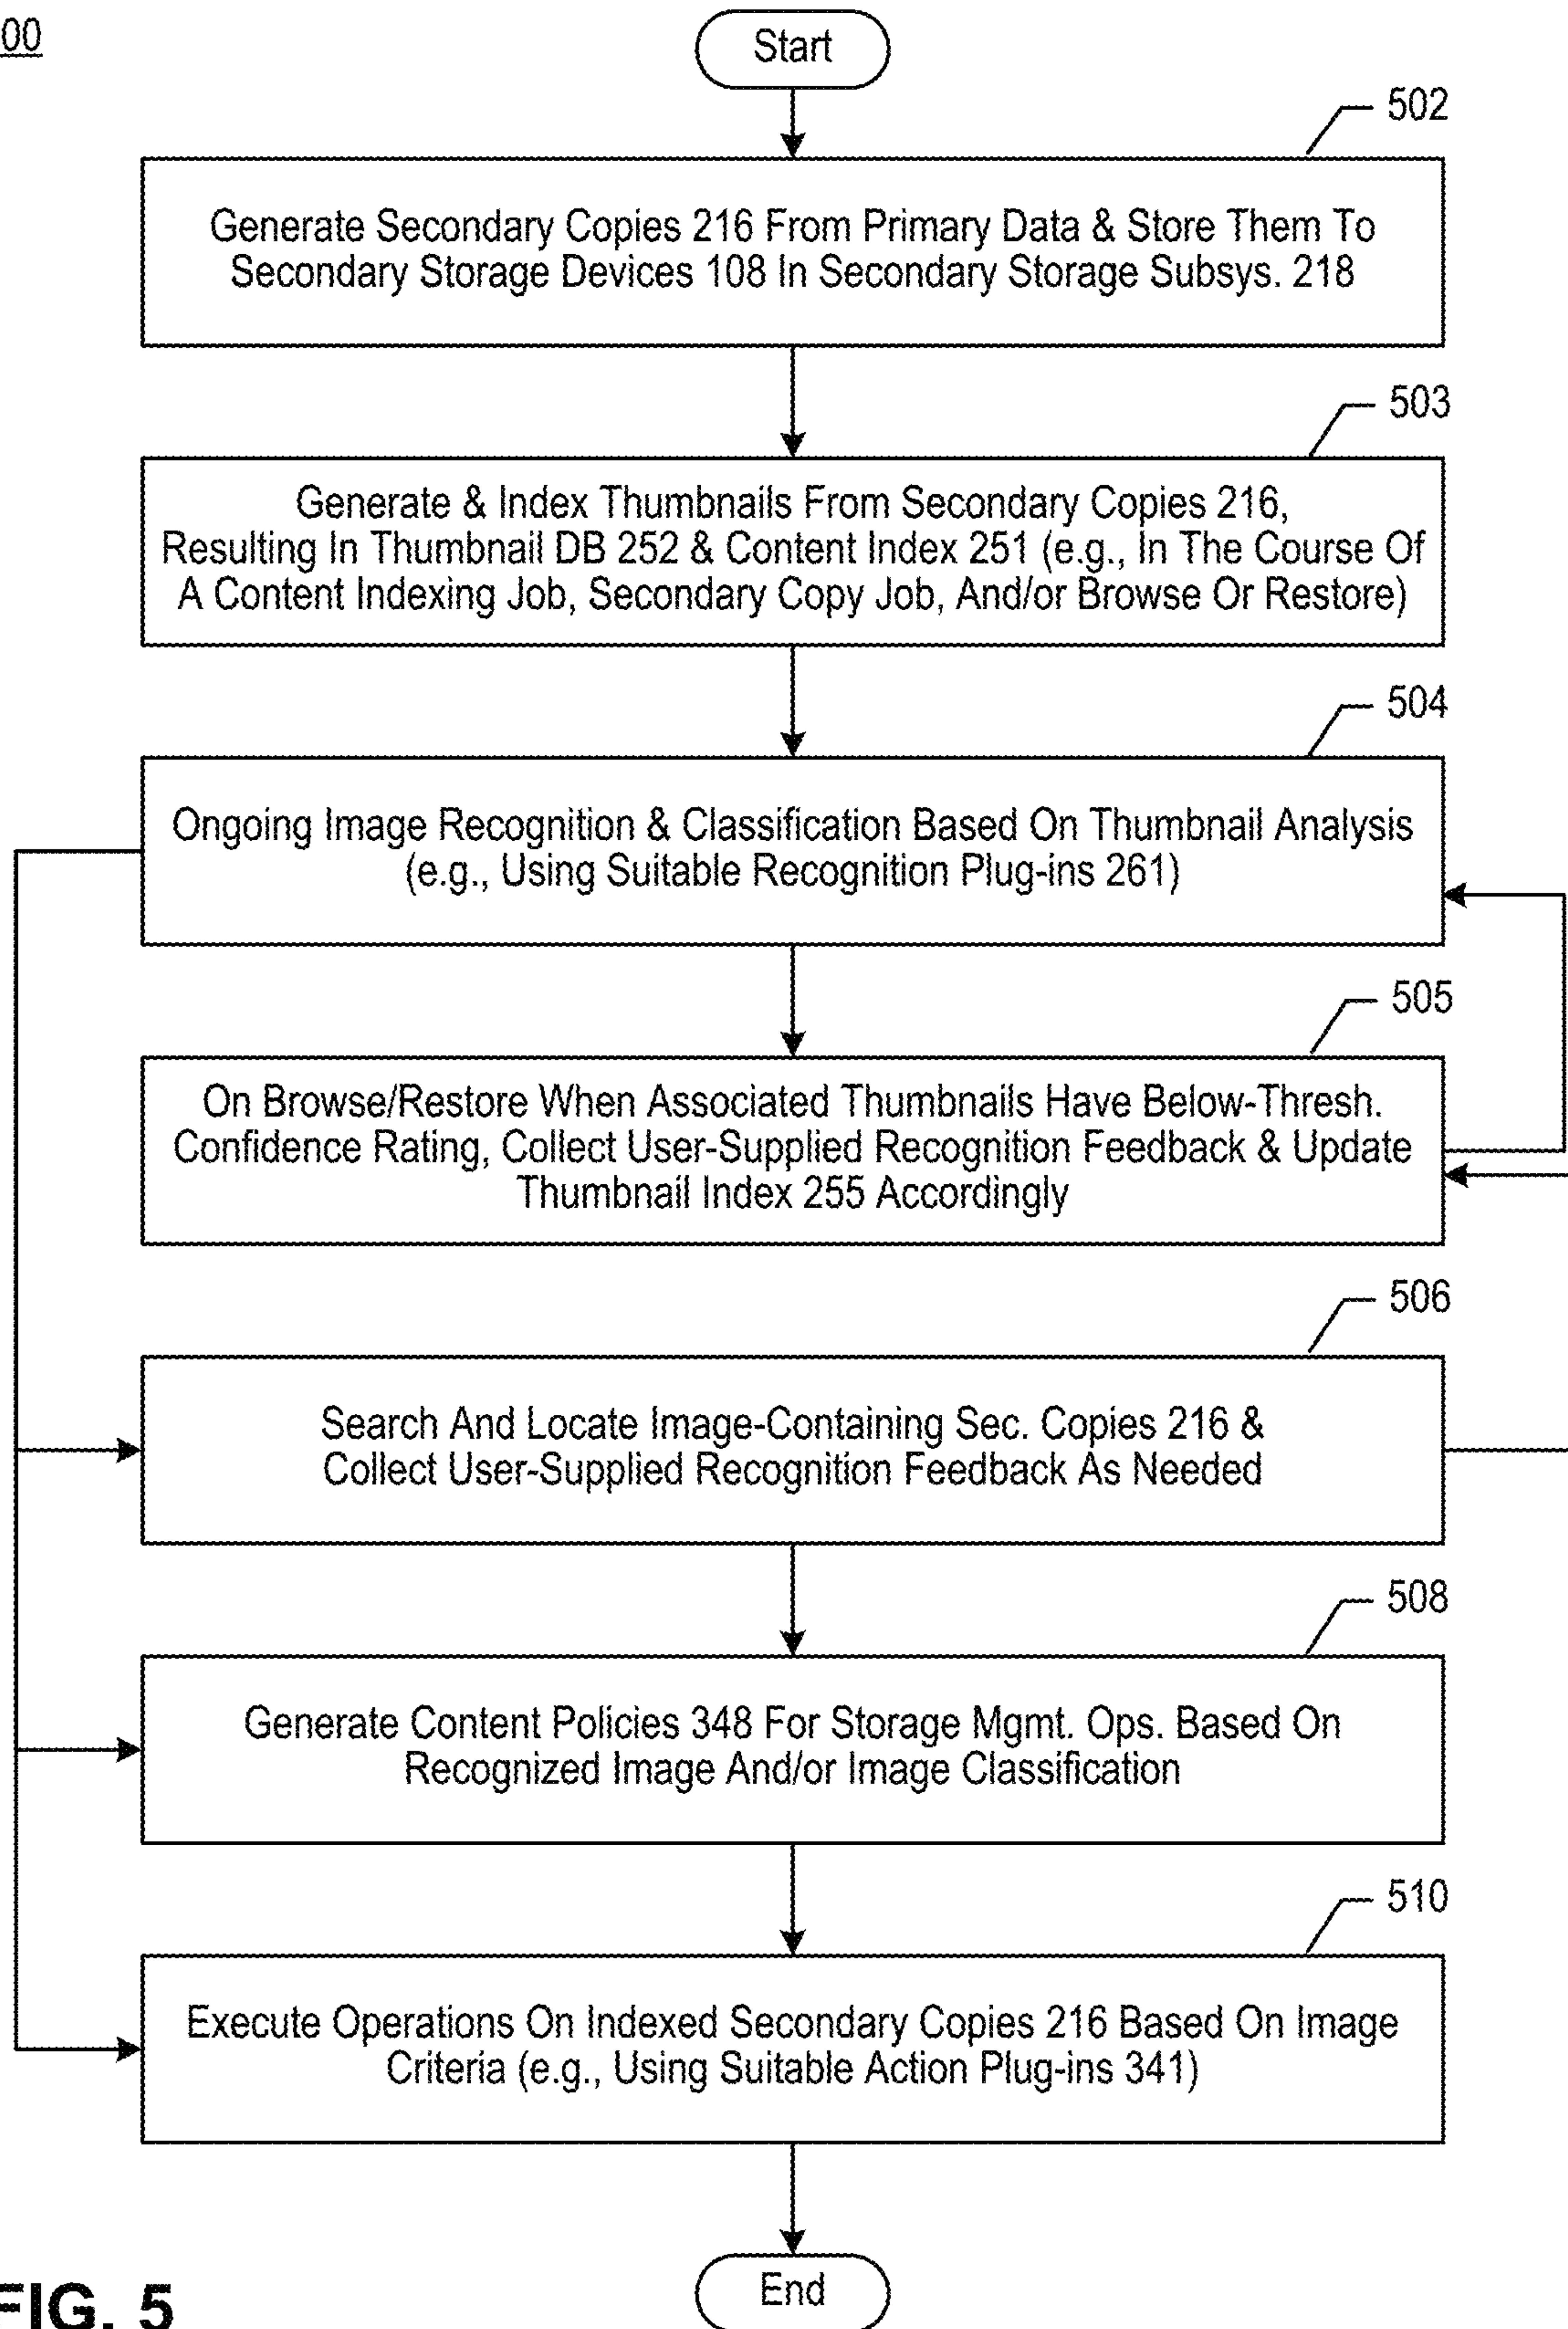 00
Start
502
Generate Secondary Copies 216 From Primary Data & Store Them To
Secondary Storage Devices 108 In Secondary Storage Subsys. 218
503
Generate & Index Thumbnails From Secondary Copies 216,
Resulting In Thumbnail DB 252 & Content Index 251 (e.g., In The Course Of
A Content Indexing Job, Secondary Copy Job, And/or Browse Or Restore)
504
Ongoing Image Recognition & Classification Based On Thumbnail Analysis
(e.g., Using Suitable Recognition Plug-ins 261)
505
On Browse/Restore When Associated Thumbnails Have Below-Thresh.
Confidence Rating, Collect User-Supplied Recognition Feedback & Update
Thumbnail Index 255 Accordingly
506
Search And Locate Image-Containing Sec. Copies 216 &
Collect User-Supplied Recognition Feedback As Needed
508
Generate Content Policies 348 For Storage Mgmt. Ops. Based On
Recognized Image And/or Image Classification
510
Execute Operations On Indexed Secondary Copies 216 Based On Image
Criteria (e.g., Using Suitable Action Plug-ins 341)
End
FIG. 5